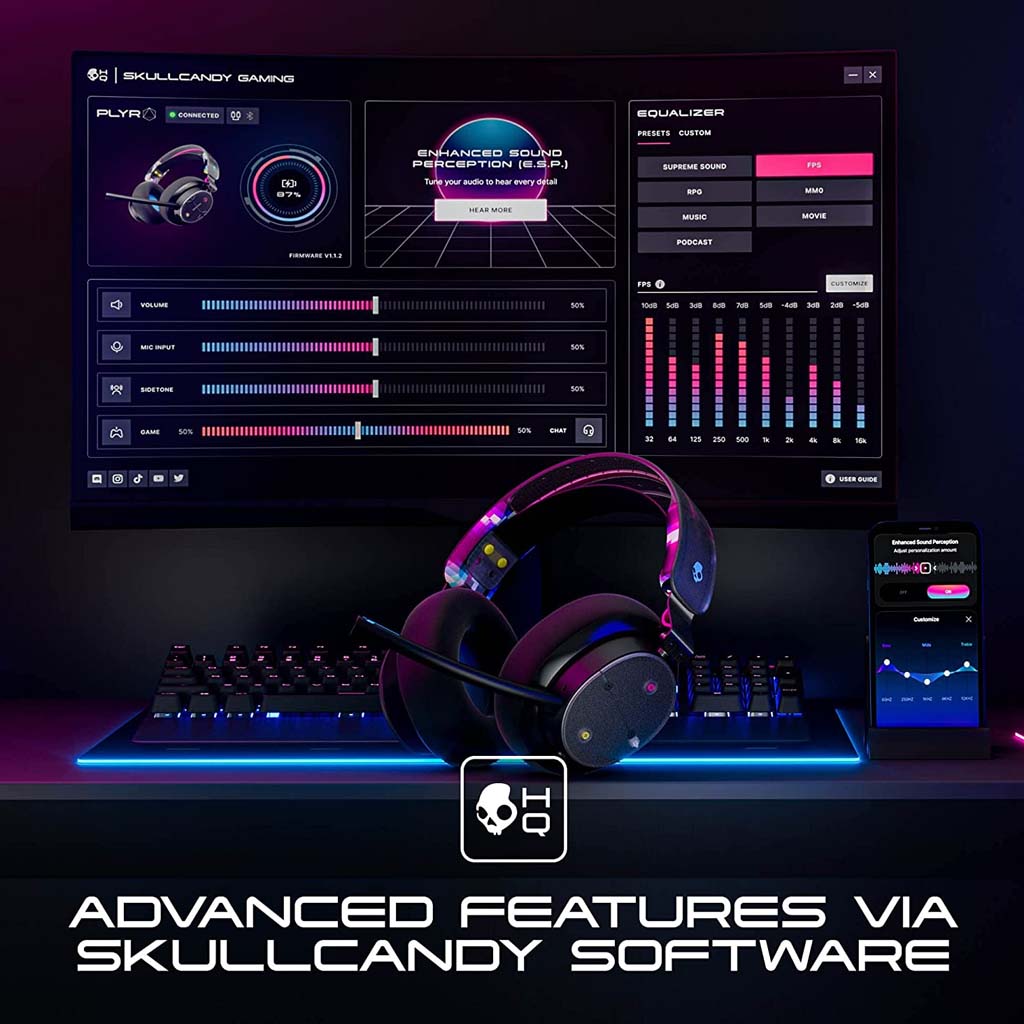 HQ | SKULLCANDY GAMING
PLYR
CONNECTED
87%
FIRMWARE V1.1.2
ENHANCED SOUND
PERCEPTION (E.S.P.)
Tune your audio to hear every detail
HEAR MORE
EQUALIZER
PRESETS CUSTOM
SUPREME SOUND FPS
RPG MMO
MUSIC MOVIE
PODCAST
FPS CUSTOMIZE
10dB 5dB 3dB 8dB 7dB 5dB -4dB 3dB 2dB -5dB
32 64 125 250 500 1k 2k 4k 8k 16k
VOLUME 50%
MIC INPUT 50%
SIDETONE 50%
GAME 50% 50% CHAT
USER GUIDE
Enhanced Sound Perception
Adjust personalization amount
OFF ON
Customize
Bass Mids Treble
HQ
ADVANCED FEATURES VIA
SKULLCANDY SOFTWARE